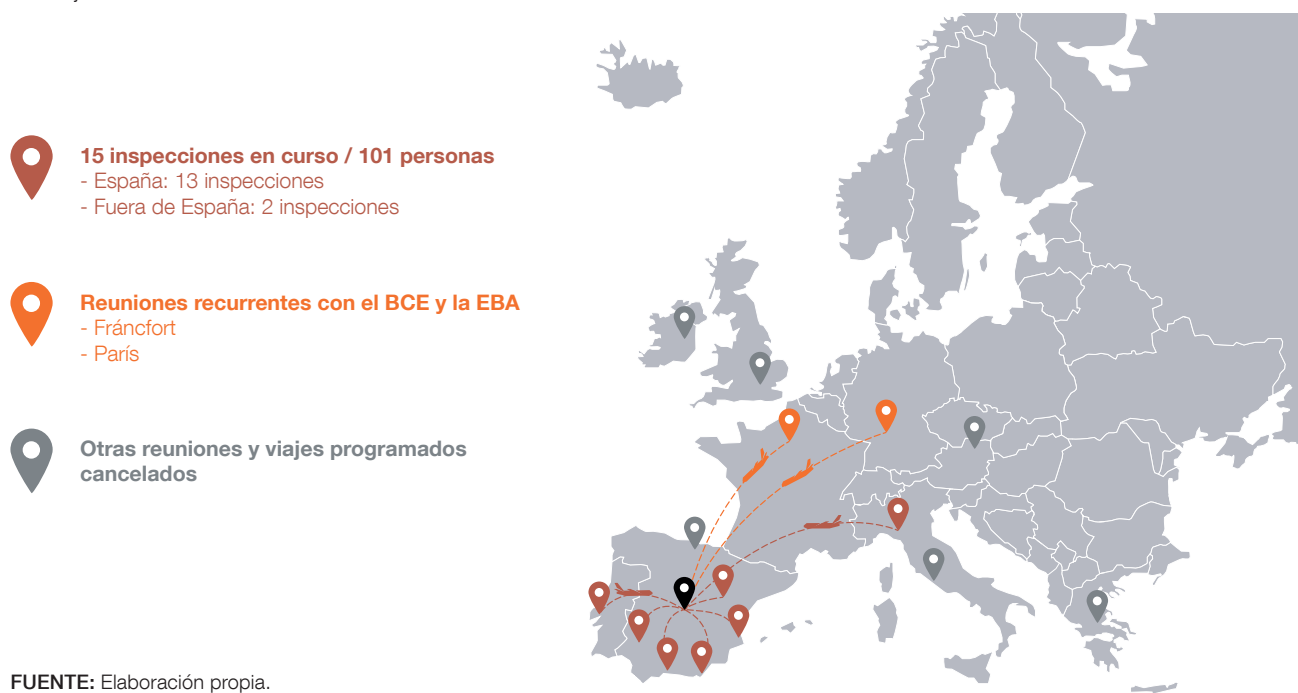 15 inspecciones en curso / 101 personas
- España: 13 inspecciones
- Fuera de España: 2 inspecciones
Reuniones recurrentes con el BCE y la EBA
- Fráncfort
- París
Otras reuniones y viajes programados
cancelados
FUENTE: Elaboración propia.